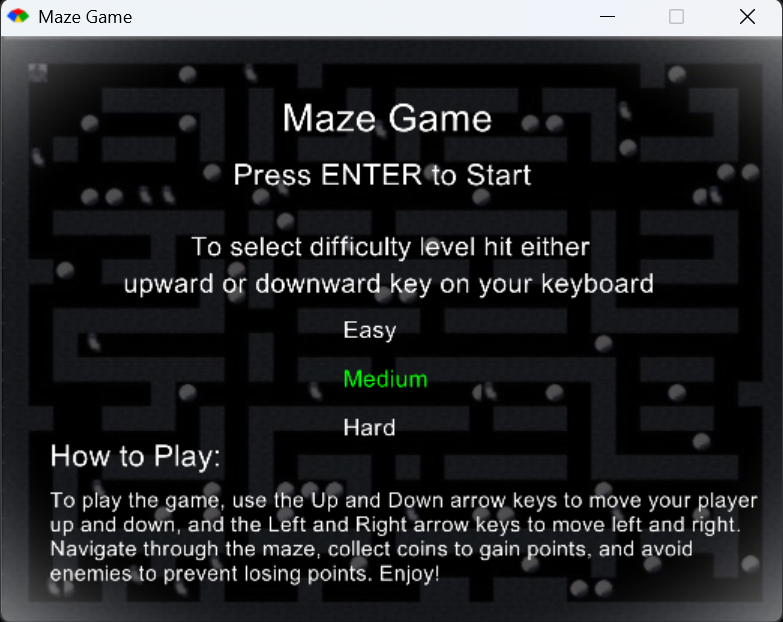 Maze Game
Maze Game
Press ENTER to Start
To select difficulty level hit either
upward or downward key on your keyboard
Easy
Medium
Hard
How to Play:
To play the game, use the Up and Down arrow keys to move your player
up and down, and the Left and Right arrow keys to move left and right.
Navigate through the maze, collect coins to gain points, and avoid
enemies to prevent losing points. Enjoy!